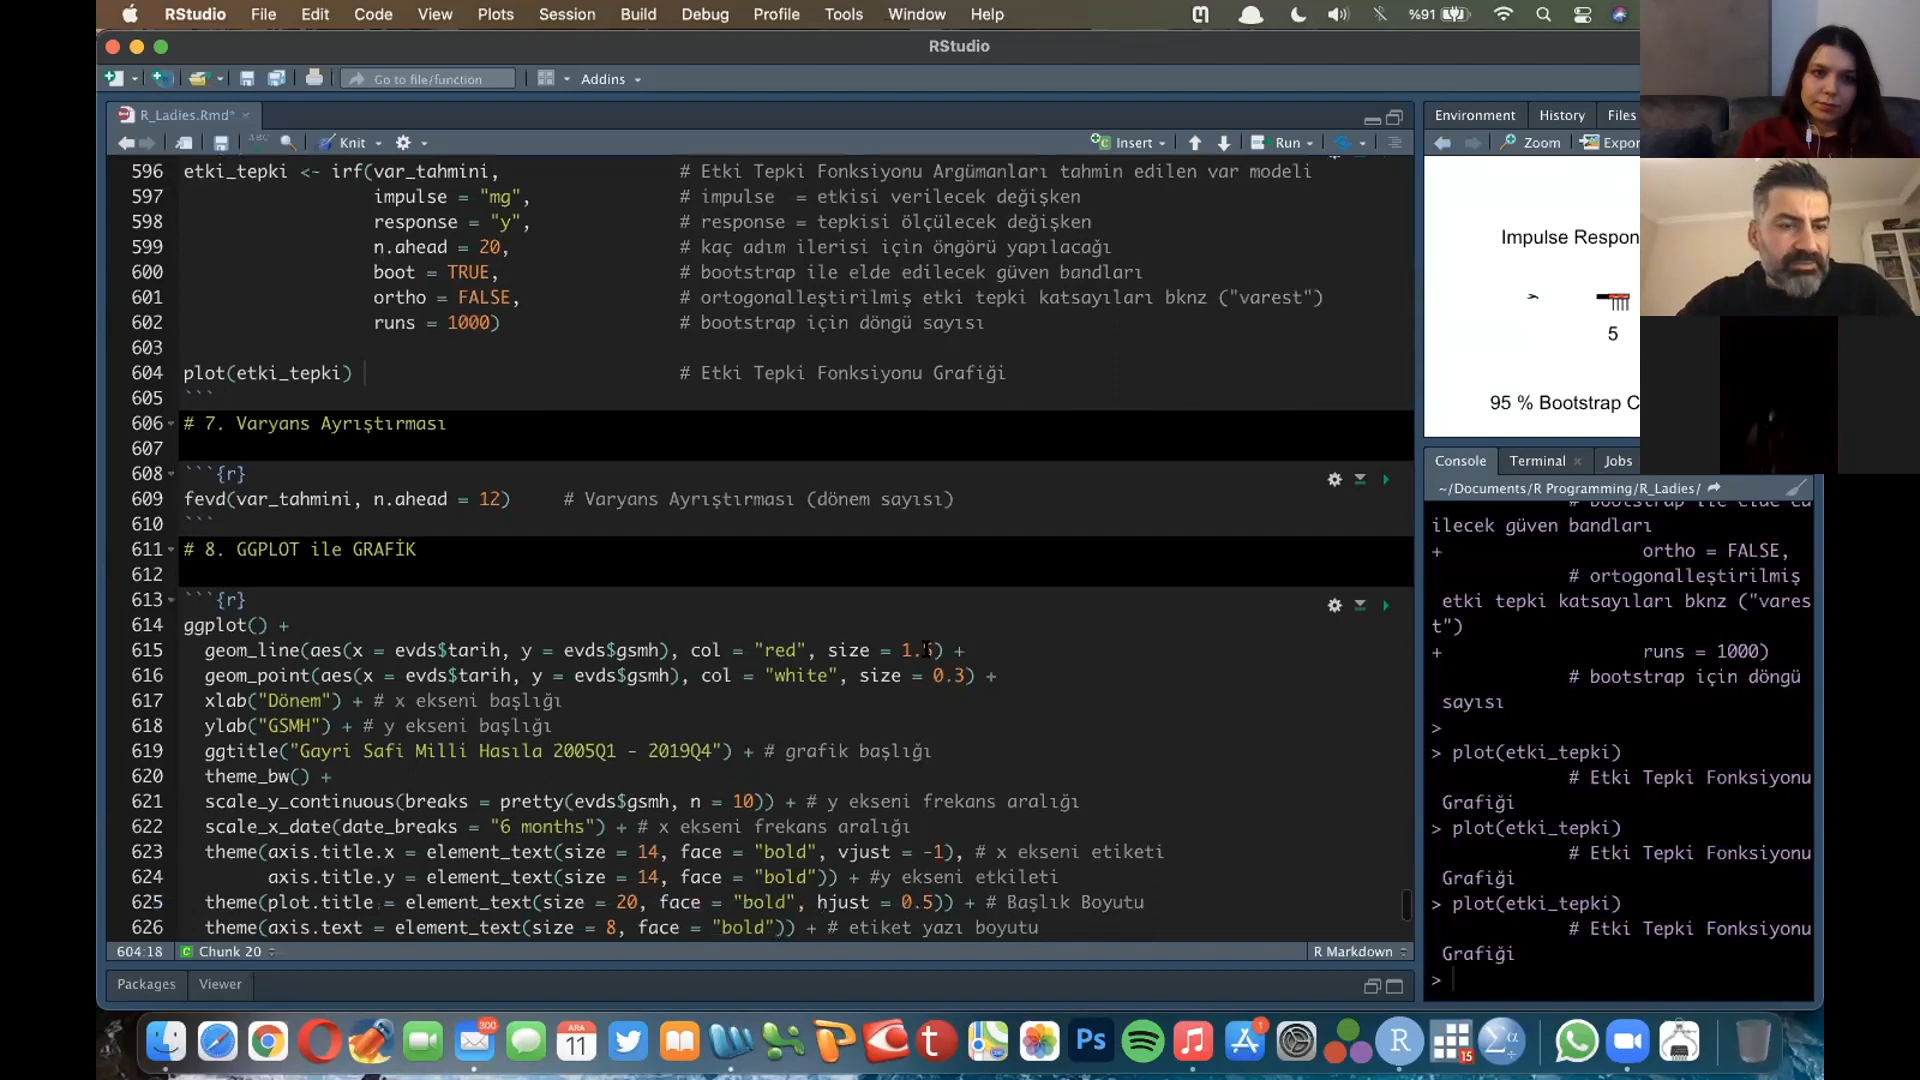 RStudio File Edit Code View Plots Session Build Debug Profile Tools Window Help %91
RStudio
Go to file/function Addins
R_Ladies.Rmd*
Knit Insert Run
596 etki_tepki <- irf(var_tahmini, # Etki Tepki Fonksiyonu Argümanları tahmin edilen var modeli
597 impulse = "mg", # impulse = etkisi verilecek değişken
598 response = "y", # response = tepkisi ölçülecek değişken
599 n.ahead = 20, # kaç adım ilerisi için öngörü yapılacağı
600 boot = TRUE, # bootstrap ile elde edilecek güven bandları
601 ortho = FALSE, # ortogonalleştirilmiş etki tepki katsayıları bknz ("varest")
602 runs = 1000) # bootstrap için döngü sayısı
603
604 plot(etki_tepki) # Etki Tepki Fonksiyonu Grafiği
605 ```
606 # 7. Varyans Ayrıştırması
607
608 ```{r}
609 fevd(var_tahmini, n.ahead = 12) # Varyans Ayrıştırması (dönem sayısı)
610 ```
611 # 8. GGPLOT ile GRAFİK
612
613 ```{r}
614 ggplot() +
615 geom_line(aes(x = evds$tarih, y = evds$gsmh), col = "red", size = 1.5) +
616 geom_point(aes(x = evds$tarih, y = evds$gsmh), col = "white", size = 0.3) +
617 xlab("Dönem") + # x ekseni başlığı
618 ylab("GSMH") + # y ekseni başlığı
619 ggtitle("Gayri Safi Milli Hasıla 2005Q1 - 2019Q4") + # grafik başlığı
620 theme_bw() +
621 scale_y_continuous(breaks = pretty(evds$gsmh, n = 10)) + # y ekseni frekans aralığı
622 scale_x_date(date_breaks = "6 months") + # x ekseni frekans aralığı
623 theme(axis.title.x = element_text(size = 14, face = "bold", vjust = -1), # x ekseni etiketi
624 axis.title.y = element_text(size = 14, face = "bold")) + #y ekseni etkileti
625 theme(plot.title = element_text(size = 20, face = "bold", hjust = 0.5)) + # Başlık Boyutu
626 theme(axis.text = element_text(size = 8, face = "bold")) + # etiket yazı boyutu
604:18 Chunk 20 R Markdown
Packages Viewer
Environment History Files
Zoom Expor
Impulse Respon
5
95 % Bootstrap C
Console Terminal Jobs
~/Documents/R Programming/R_Ladies/
# bootstrap ile elde ed
ilecek güven bandları
+ ortho = FALSE,
# ortogonalleştirilmiş
etki tepki katsayıları bknz ("vares
t")
+ runs = 1000)
# bootstrap için döngü
sayısı
>
> plot(etki_tepki)
# Etki Tepki Fonksiyonu
Grafiği
> plot(etki_tepki)
# Etki Tepki Fonksiyonu
Grafiği
> plot(etki_tepki)
# Etki Tepki Fonksiyonu
Grafiği
>
300
ARA
11
Ps
1
R
15